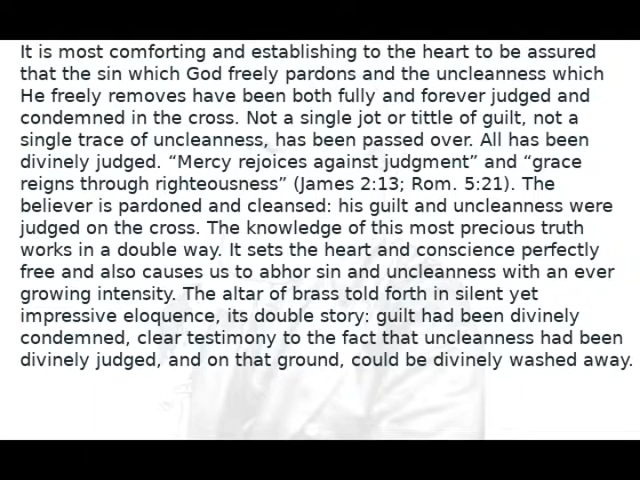 It is most comforting and establishing to the heart to be assured
that the sin which God freely pardons and the uncleanness which
He freely removes have been both fully and forever judged and
condemned in the cross. Not a single jot or tittle of guilt, not a
single trace of uncleanness, has been passed over. All has been
divinely judged. “Mercy rejoices against judgment” and “grace
reigns through righteousness” (James 2:13; Rom. 5:21). The
believer is pardoned and cleansed: his guilt and uncleanness were
judged on the cross. The knowledge of this most precious truth
works in a double way. It sets the heart and conscience perfectly
free and also causes us to abhor sin and uncleanness with an ever
growing intensity. The altar of brass told forth in silent yet
impressive eloquence, its double story: guilt had been divinely
condemned, clear testimony to the fact that uncleanness had been
divinely judged, and on that ground, could be divinely washed away.